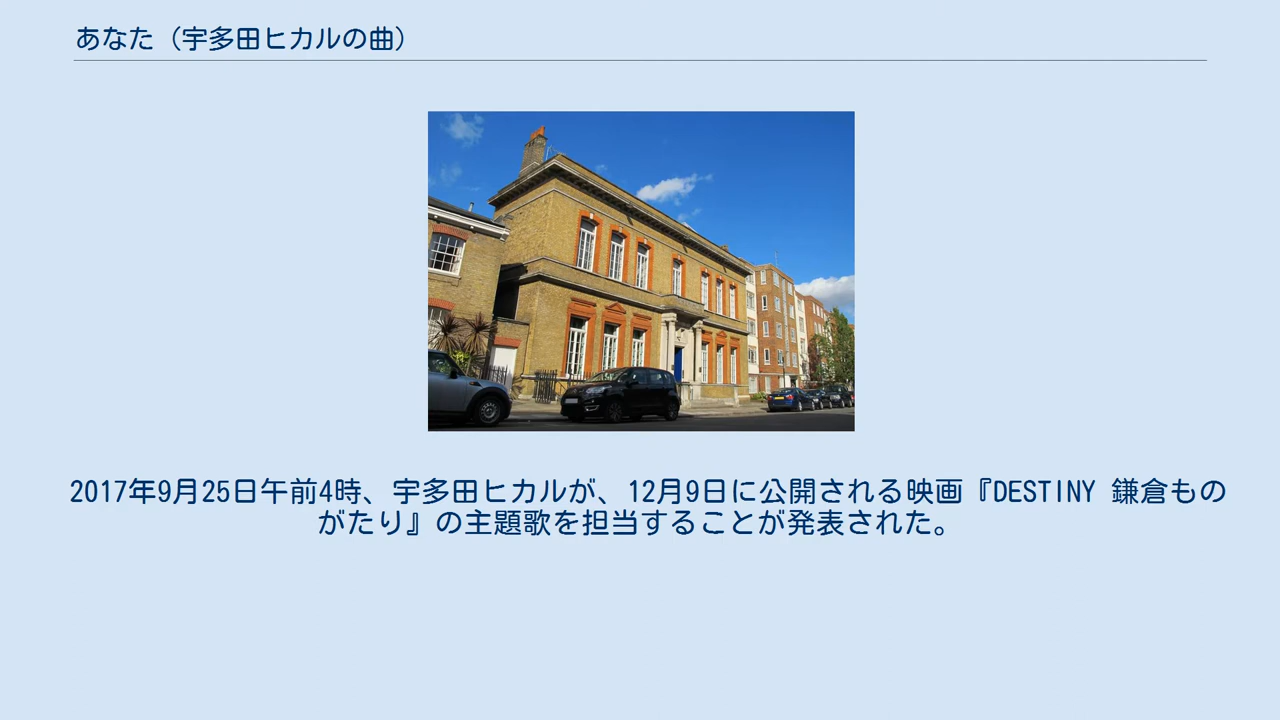 あなた（宇多田ヒカルの曲）
2017年9月25日午前4時、宇多田ヒカルが、12月9日に公開される映画『DESTINY 鎌倉もの
がたり』の主題歌を担当することが発表された。